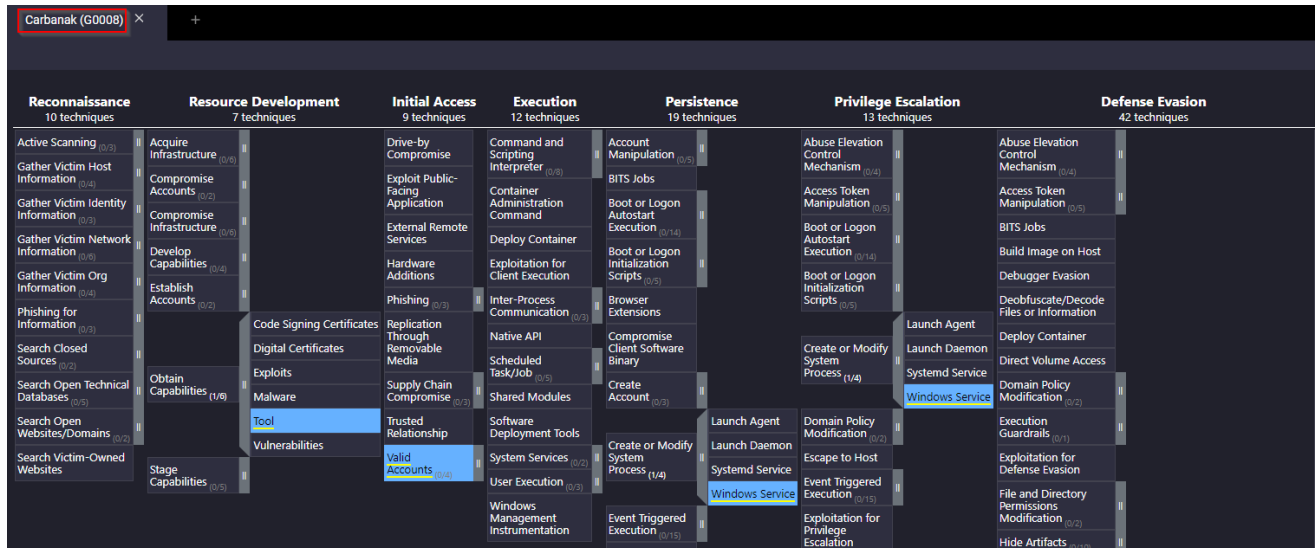 Carbanak (G0008) × +
Reconnaissance
10 techniques
Active Scanning (0/3)
Gather Victim Host
Information (0/4)
Gather Victim Identity
Information (0/3)
Gather Victim Network
Information (0/6)
Gather Victim Org
Information (0/4)
Phishing for
Information (0/3)
Search Closed
Sources (0/2)
Search Open Technical
Databases (0/5)
Search Open
Websites/Domains (0/2)
Search Victim-Owned
Websites
Resource Development
7 techniques
Acquire
Infrastructure (0/6)
Compromise
Accounts (0/2)
Compromise
Infrastructure (0/6)
Develop
Capabilities (0/4)
Establish
Accounts (0/2)
Obtain
Capabilities (1/6)
Code Signing Certificates
Digital Certificates
Exploits
Malware
Tool
Vulnerabilities
Stage
Capabilities (0/5)
Initial Access
9 techniques
Drive-by
Compromise
Exploit Public-
Facing
Application
External Remote
Services
Hardware
Additions
Phishing (0/3)
Replication
Through
Removable
Media
Supply Chain
Compromise (0/3)
Trusted
Relationship
Valid
Accounts (0/4)
Execution
12 techniques
Command and
Scripting
Interpreter (0/8)
Container
Administration
Command
Deploy Container
Exploitation for
Client Execution
Inter-Process
Communication (0/3)
Native API
Scheduled
Task/Job (0/5)
Shared Modules
Software
Deployment Tools
System Services (0/2)
User Execution (0/3)
Windows
Management
Instrumentation
Persistence
19 techniques
Account
Manipulation (0/5)
BITS Jobs
Boot or Logon
Autostart
Execution (0/14)
Boot or Logon
Initialization
Scripts (0/5)
Browser
Extensions
Compromise
Client Software
Binary
Create
Account (0/3)
Create or Modify
System
Process (1/4)
Launch Agent
Launch Daemon
Systemd Service
Windows Service
Event Triggered
Execution (0/15)
Privilege Escalation
13 techniques
Abuse Elevation
Control
Mechanism (0/4)
Access Token
Manipulation (0/5)
Boot or Logon
Autostart
Execution (0/14)
Boot or Logon
Initialization
Scripts (0/5)
Create or Modify
System
Process (1/4)
Launch Agent
Launch Daemon
Systemd Service
Windows Service
Domain Policy
Modification (0/2)
Escape to Host
Event Triggered
Execution (0/15)
Exploitation for
Privilege
Escalation
Defense Evasion
42 techniques
Abuse Elevation
Control
Mechanism (0/4)
Access Token
Manipulation (0/5)
BITS Jobs
Build Image on Host
Debugger Evasion
Deobfuscate/Decode
Files or Information
Deploy Container
Direct Volume Access
Domain Policy
Modification (0/2)
Execution
Guardrails (0/1)
Exploitation for
Defense Evasion
File and Directory
Permissions
Modification (0/2)
Hide Artifacts